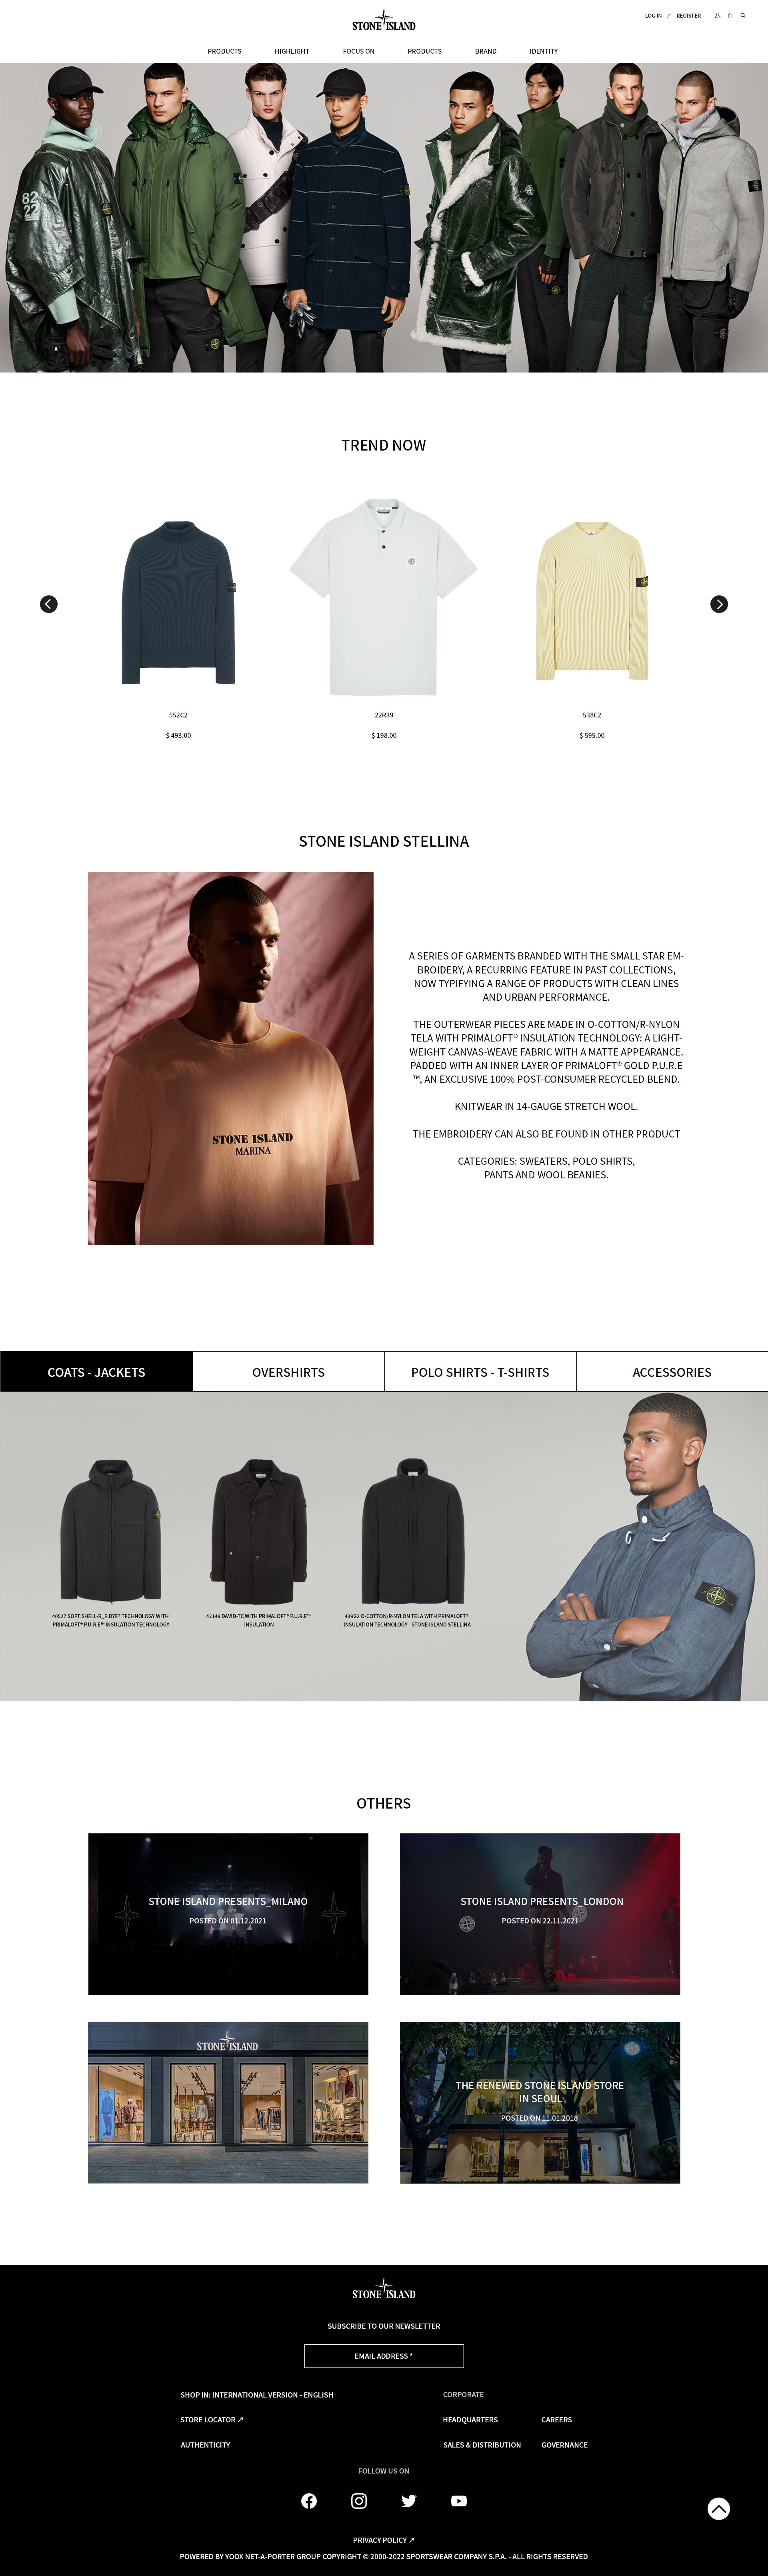 STONE ISLAND
LOG IN / REGISTER
PRODUCTS HIGHLIGHT FOCUS ON PRODUCTS BRAND IDENTITY
82
22
TREND NOW
552C2
$ 493.00
22R39
$ 198.00
538C2
$ 595.00
STONE ISLAND STELLINA
STONE ISLAND
MARINA
A SERIES OF GARMENTS BRANDED WITH THE SMALL STAR EM-
BROIDERY, A RECURRING FEATURE IN PAST COLLECTIONS,
NOW TYPIFYING A RANGE OF PRODUCTS WITH CLEAN LINES
AND URBAN PERFORMANCE.
THE OUTERWEAR PIECES ARE MADE IN O-COTTON/R-NYLON
TELA WITH PRIMALOFT® INSULATION TECHNOLOGY: A LIGHT-
WEIGHT CANVAS-WEAVE FABRIC WITH A MATTE APPEARANCE.
PADDED WITH AN INNER LAYER OF PRIMALOFT® GOLD P.U.R.E
™, AN EXCLUSIVE 100% POST-CONSUMER RECYCLED BLEND.
KNITWEAR IN 14-GAUGE STRETCH WOOL.
THE EMBROIDERY CAN ALSO BE FOUND IN OTHER PRODUCT
CATEGORIES: SWEATERS, POLO SHIRTS,
PANTS AND WOOL BEANIES.
COATS - JACKETS OVERSHIRTS POLO SHIRTS - T-SHIRTS ACCESSORIES
40527 SOFT SHELL-R_E.DYE® TECHNOLOGY WITH
PRIMALOFT® P.U.R.E™ INSULATION TECHNOLOGY
42149 DAVID-TC WITH PRIMALOFT® P.U.R.E™
INSULATION
439G2 O-COTTON/R-NYLON TELA WITH PRIMALOFT®
INSULATION TECHNOLOGY_ STONE ISLAND STELLINA
OTHERS
STONE ISLAND PRESENTS_MILANO
POSTED ON 01.12.2021
STONE ISLAND PRESENTS_LONDON
POSTED ON 22.11.2021
STONE ISLAND
THE RENEWED STONE ISLAND STORE
IN SEOUL
POSTED ON 11.01.2018
STONE ISLAND
SUBSCRIBE TO OUR NEWSLETTER
EMAIL ADDRESS *
SHOP IN: INTERNATIONAL VERSION - ENGLISH
STORE LOCATOR ↗
AUTHENTICITY
CORPORATE
HEADQUARTERS CAREERS
SALES & DISTRIBUTION GOVERNANCE
FOLLOW US ON
PRIVACY POLICY ↗
POWERED BY YOOX NET-A-PORTER GROUP COPYRIGHT © 2000-2022 SPORTSWEAR COMPANY S.P.A. - ALL RIGHTS RESERVED